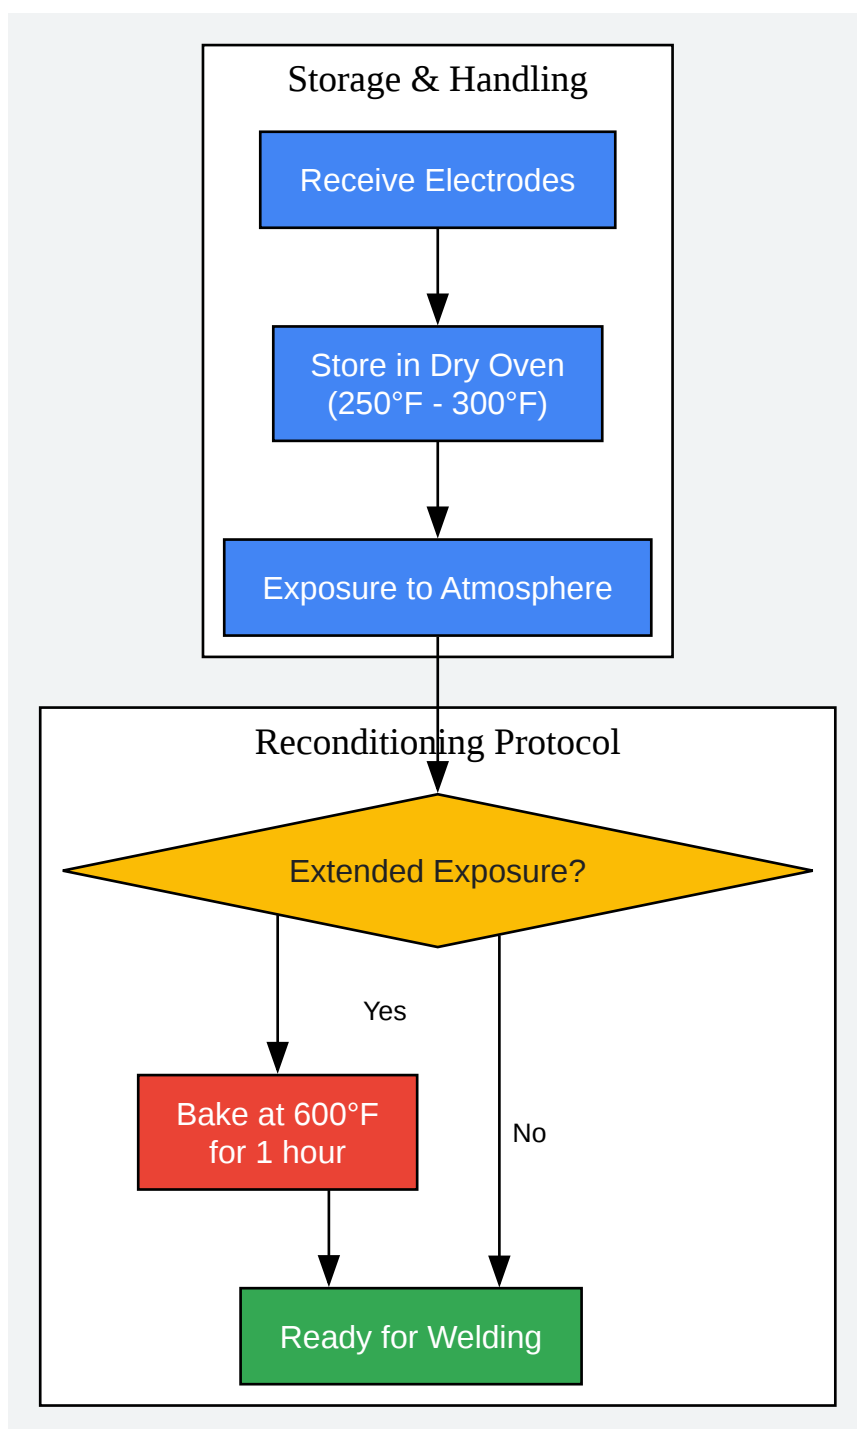 Storage & Handling
Receive Electrodes
Store in Dry Oven
(250°F - 300°F)
Exposure to Atmosphere
Reconditioning Protocol
Extended Exposure?
Yes
Bake at 600°F
for 1 hour
No
Ready for Welding